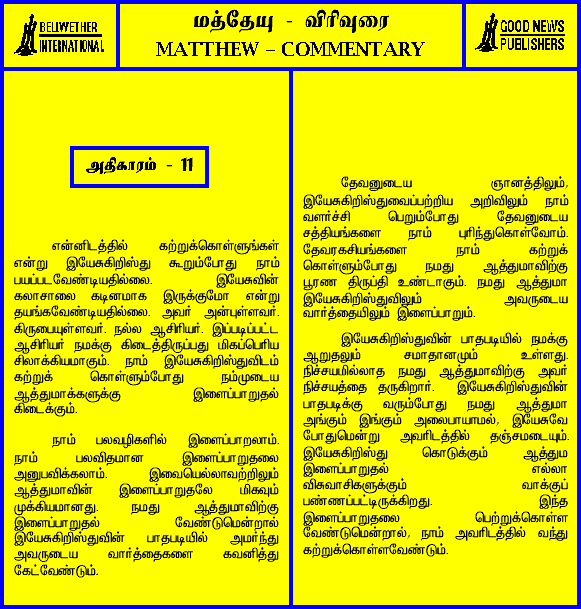 BELIWETHER
INTERNATIONAL
மத்தேயு - விரிவுரை
MATTHEW – COMMENTARY
GOOD NEWS
PUBLISHERS
அதிகாரம் - 11
என்னிடத்தில் கற்றுக்கொள்ளுங்கள்
என்று இயேசுகிறிஸ்து கூறும்போது நாம்
பயப்படவேண்டியதில்லை. இயேசுவின்
கலாசாலை கடினமாக இருக்குமோ என்று
தயங்கவேண்டியதில்லை. அவர் அன்புள்ளவர்.
கிருபையுள்ளவர். நல்ல ஆசிரியர். இப்படிப்பட்ட
ஆசிரியர் நமக்கு கிடைத்திருப்பது மிகப்பெரிய
சிலாக்கியமாகும். நாம் இயேசுகிறிஸ்துவிடம்
கற்றுக் கொள்ளும்போது நம்முடைய
ஆத்துமாக்களுக்கு இளைப்பாறுதல்
கிடைக்கும்.
நாம் பலவழிகளில் இளைப்பாறலாம்.
நாம் பலவிதமான இளைப்பாறுதலை
அனுபவிக்கலாம். இவையெல்லாவற்றிலும்
ஆத்துமாவின் இளைப்பாறுதலே மிகவும்
முக்கியமானது. நமது ஆத்துமாவிற்கு
இளைப்பாறுதல் வேண்டுமென்றால்
இயேசுகிறிஸ்துவின் பாதபடியில் அமர்ந்து
அவருடைய வார்த்தைகளை கவனித்து
கேட்வேண்டும்.
தேவனுடைய ஞானத்திலும்,
இயேசுகிறிஸ்துவைப்பற்றிய அறிவிலும் நாம்
வளர்ச்சி பெறும்போது தேவனுடைய
சத்தியங்களை நாம் புரிந்துகொள்வோம்.
தேவரகசியங்களை நாம் கற்றுக்
கொள்ளும்போது நமது ஆத்துமாவிற்கு
பூரண திருப்தி உண்டாகும். நமது ஆத்துமா
இயேசுகிறிஸ்துவிலும் அவருடைய
வார்த்தையிலும் இளைப்பாறும்.
இயேசுகிறிஸ்துவின் பாதபடியில் நமக்கு
ஆறுதலும் சமாதானமும் உள்ளது.
நிச்சயமில்லாத நமது ஆத்துமாவிற்கு அவர்
நிச்சயத்தை தருகிறார். இயேசுகிறிஸ்துவின்
பாதபடிக்கு வரும்போது நமது ஆத்துமா
அங்கும் இங்கும் அலைபாயாமல், இயேசுவே
போதுமென்று அவரிடத்தில் தஞ்சமடையும்.
இயேசுகிறிஸ்து கொடுக்கும் ஆத்தும
இளைப்பாறுதல் எல்லா
விசுவாசிகளுக்கும் வாக்குப்
பண்ணப்பட்டிருக்கிறது. இந்த
இளைப்பாறுதலை பெற்றுக்கொள்ள
வேண்டுமென்றால், நாம் அவரிடத்தில் வந்து
கற்றுக்கொள்ளவேண்டும்.